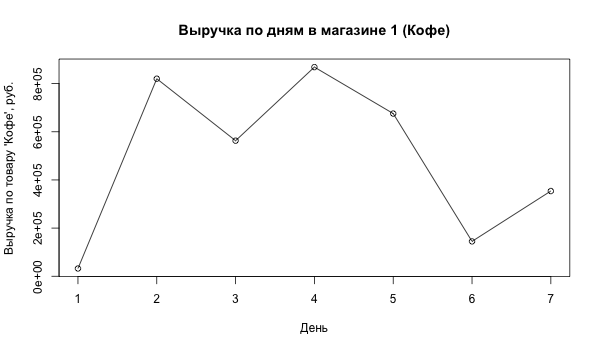 Выручка по дням в магазине 1 (Кофе)
Выручка по товару 'Кофе', руб.
8e+05
6e+05
4e+05
2e+05
0e+00
1 2 3 4 5 6 7
День